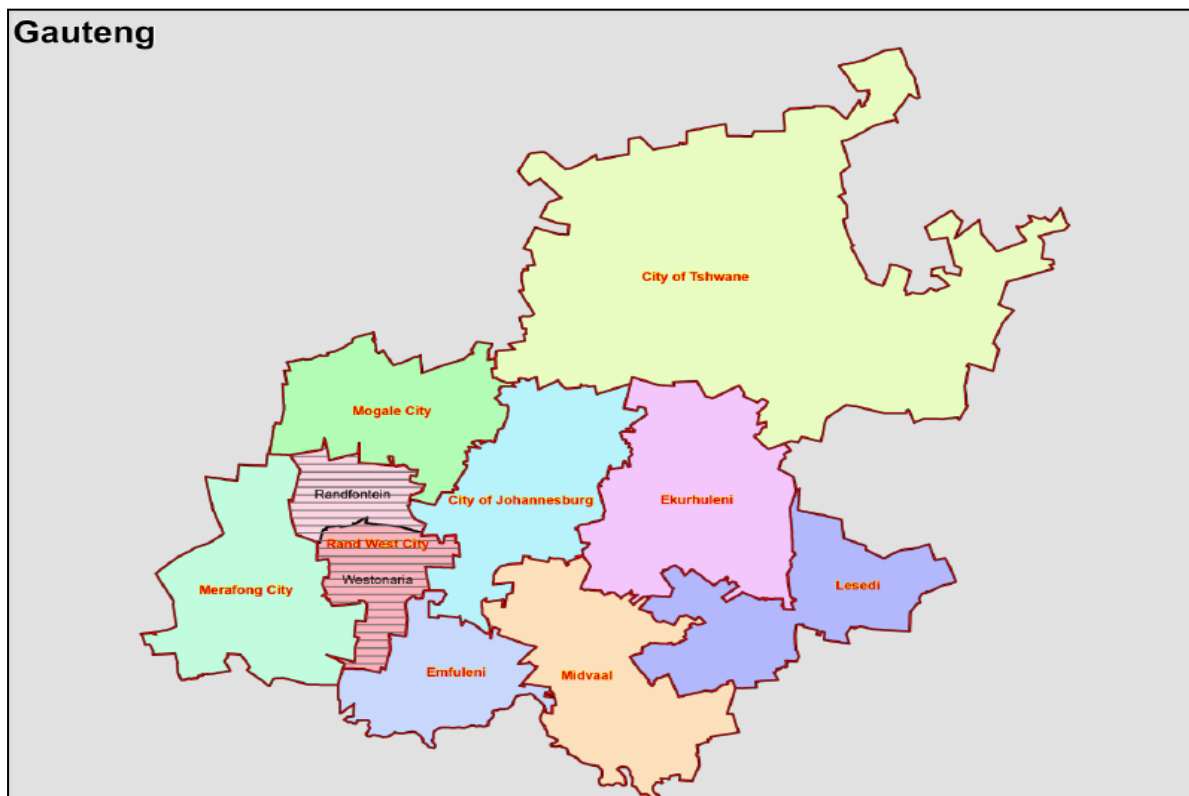 Gauteng
City of Tshwane
Mogale City
Randfontein
City of Johannesburg
Ekurhuleni
Rand West City
Westonaria
Merafong City
Lesedi
Emfuleni
Midvaal